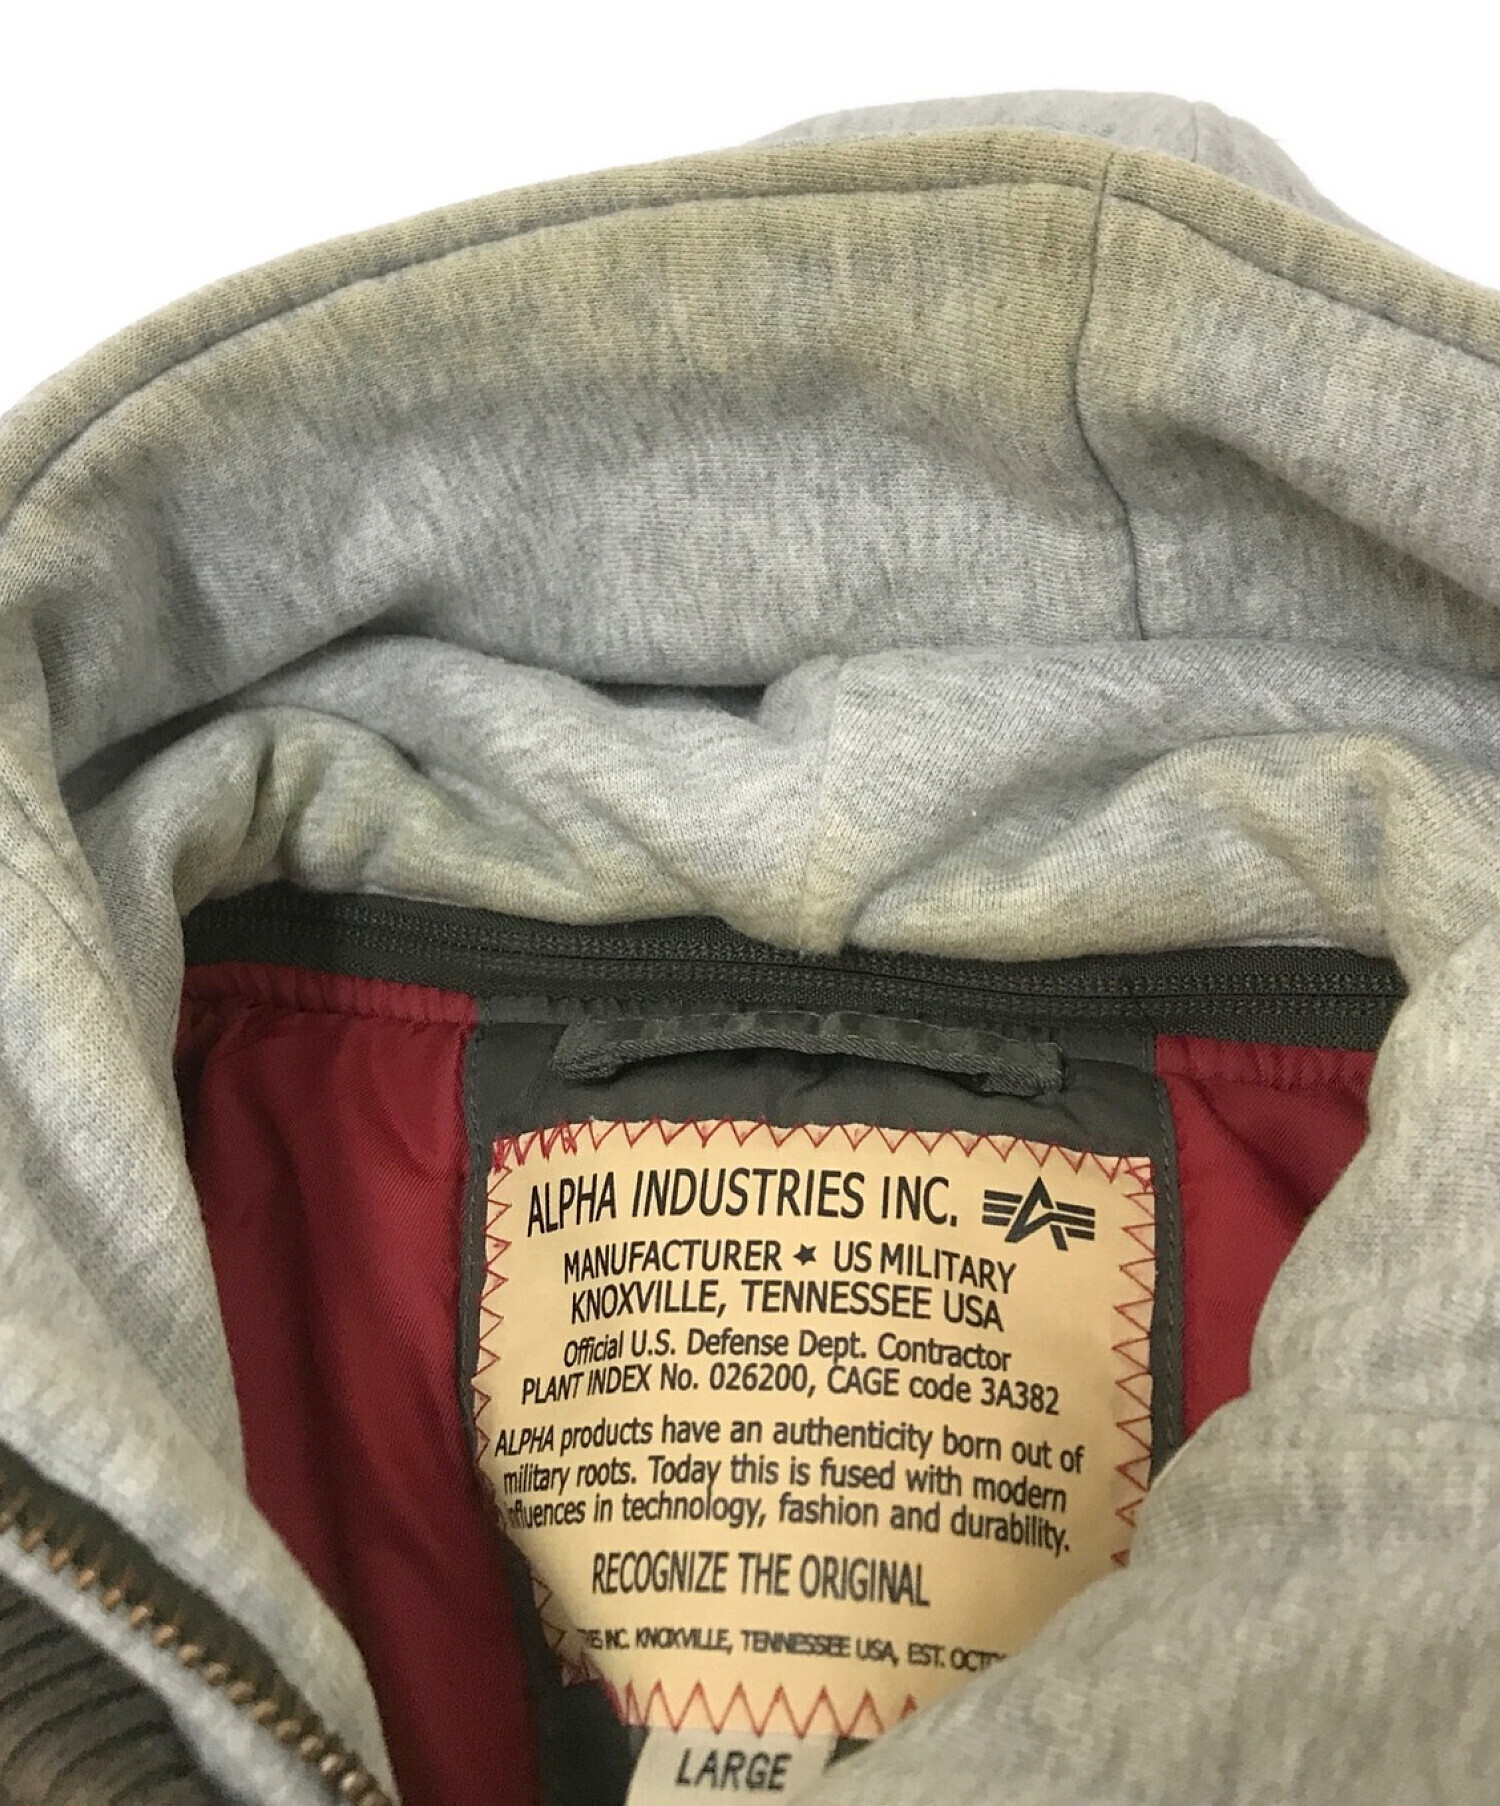 ALPHA INDUSTRIES INC.
MANUFACTURER ★ US MILITARY
KNOXVILLE, TENNESSEE USA
Official U.S. Defense Dept. Contractor
PLANT INDEX No. 026200, CAGE code 3A382
ALPHA products have an authenticity born out of
military roots. Today this is fused with modern
influences in technology, fashion and durability.
RECOGNIZE THE ORIGINAL
INC. KNOXVILLE, TENNESSEE USA, EST.
LARGE